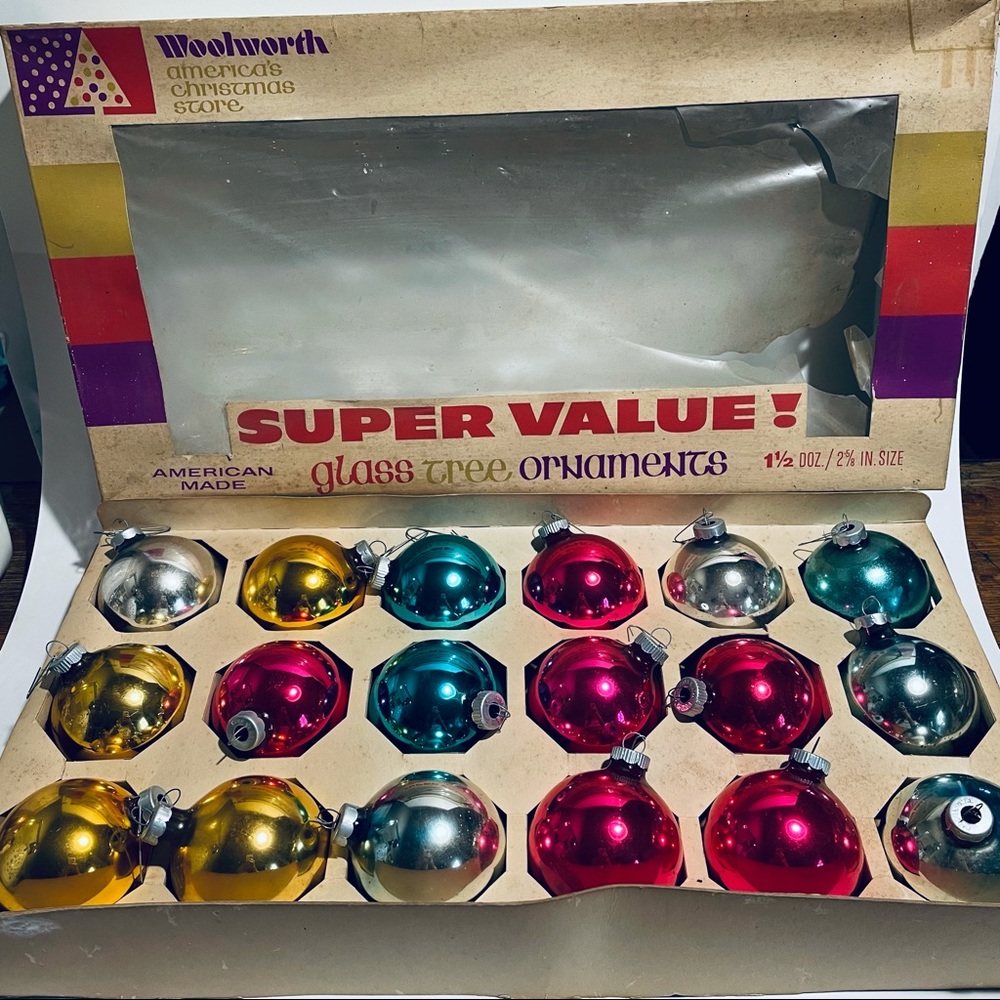 Woolworth
america's
christmas
store
SUPER VALUE!
AMERICAN
MADE
glass tree ornaments
1½ DOZ./2⅝ IN. SIZE